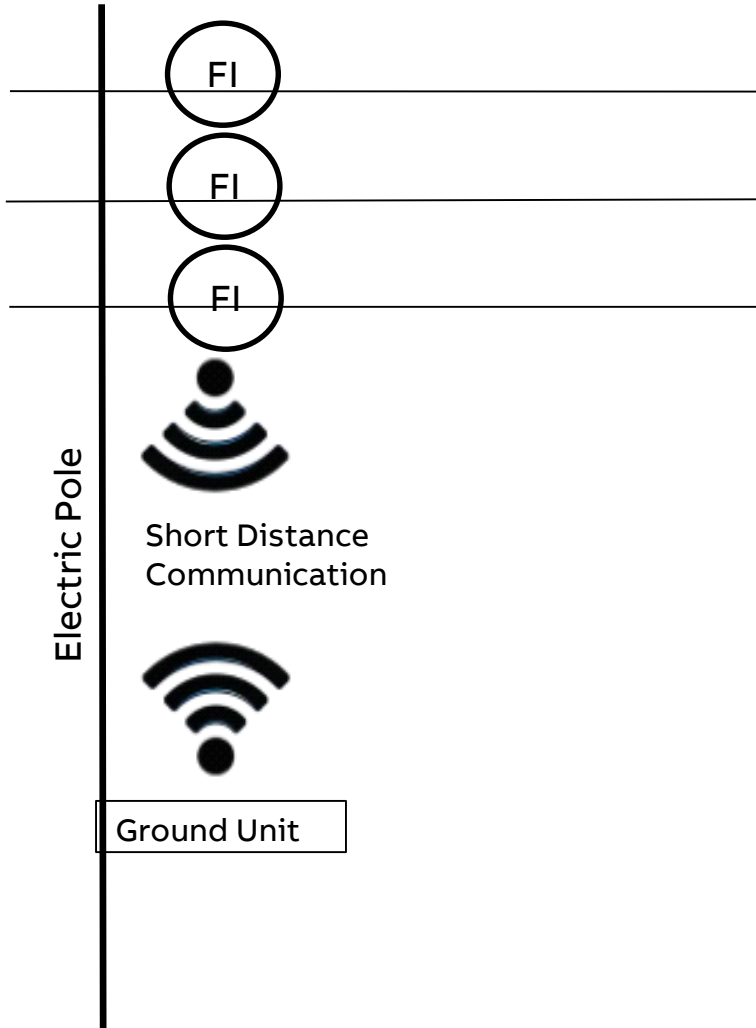 FI
FI
FI
Electric Pole
Short Distance
Communication
Ground Unit